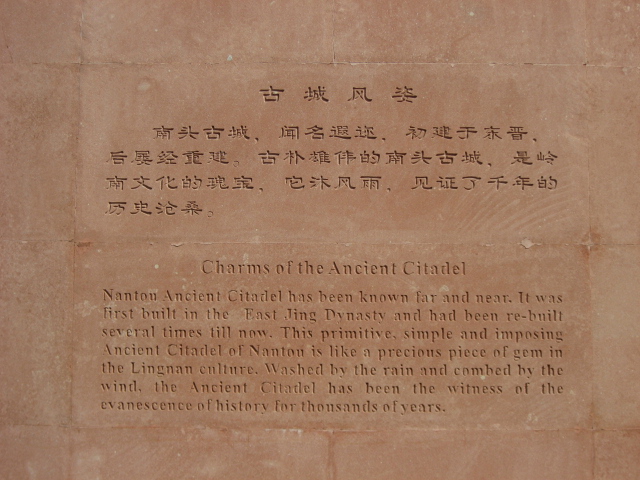 古城风姿
南头古城，闻名遐迩，初建于东晋，
后屡经重建。古朴雄伟的南头古城，是岭
南文化的瑰宝，它沐风雨，见证了千年的
历史沧桑。
Charms of the Ancient Citadel
Nantou Ancient Citadel has been known far and near. It was
first built in the East Jing Dynasty and had been re-built
several times till now. This primitive, simple and imposing
Ancient Citadel of Nantou is like a precious piece of gem in
the Lingnan culture. Washed by the rain and combed by the
wind, the Ancient Citadel has been the witness of the
evanescence of history for thousands of years.